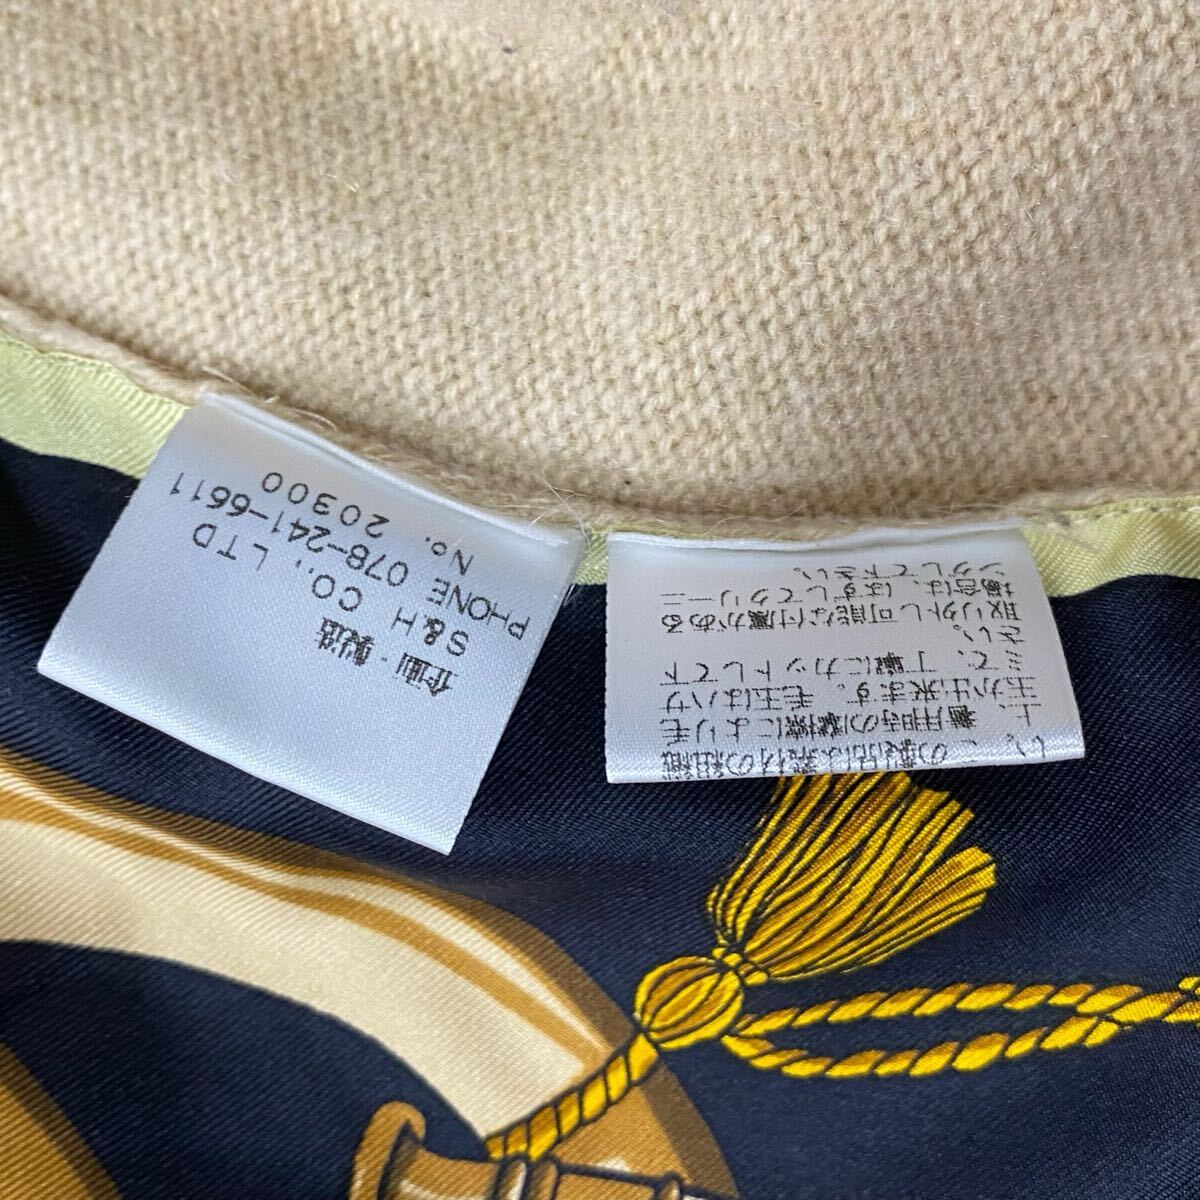 企画・製造
S&H CO., LTD
PHONE 078-241-6611
No. 20300
この製品は素材の組織
上、着用時の摩擦により毛
玉が出来ます。毛玉はハサ
ミで、丁寧にカットして下
さい。
取りクトし可能な付属がある
場合は、はずしてクリーニ
ングして下さい。